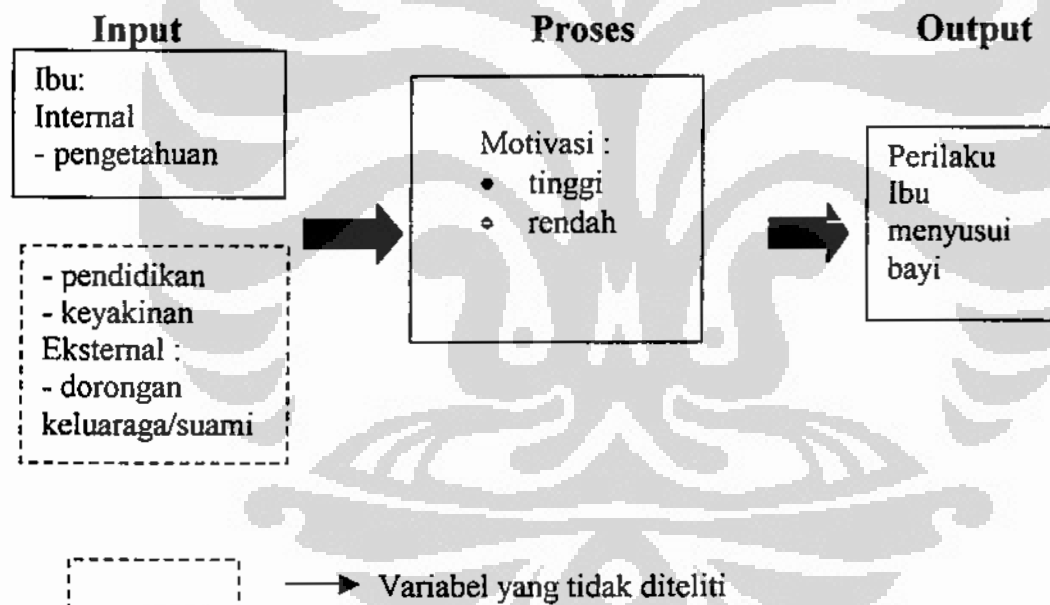 Input
Ibu:
Internal
- pengetahuan
- pendidikan
- keyakinan
Eksternal :
- dorongan
keluaraga/suami
Proses
Motivasi :
• tinggi
• rendah
Output
Perilaku
Ibu
menyusui
bayi
Variabel yang tidak diteliti